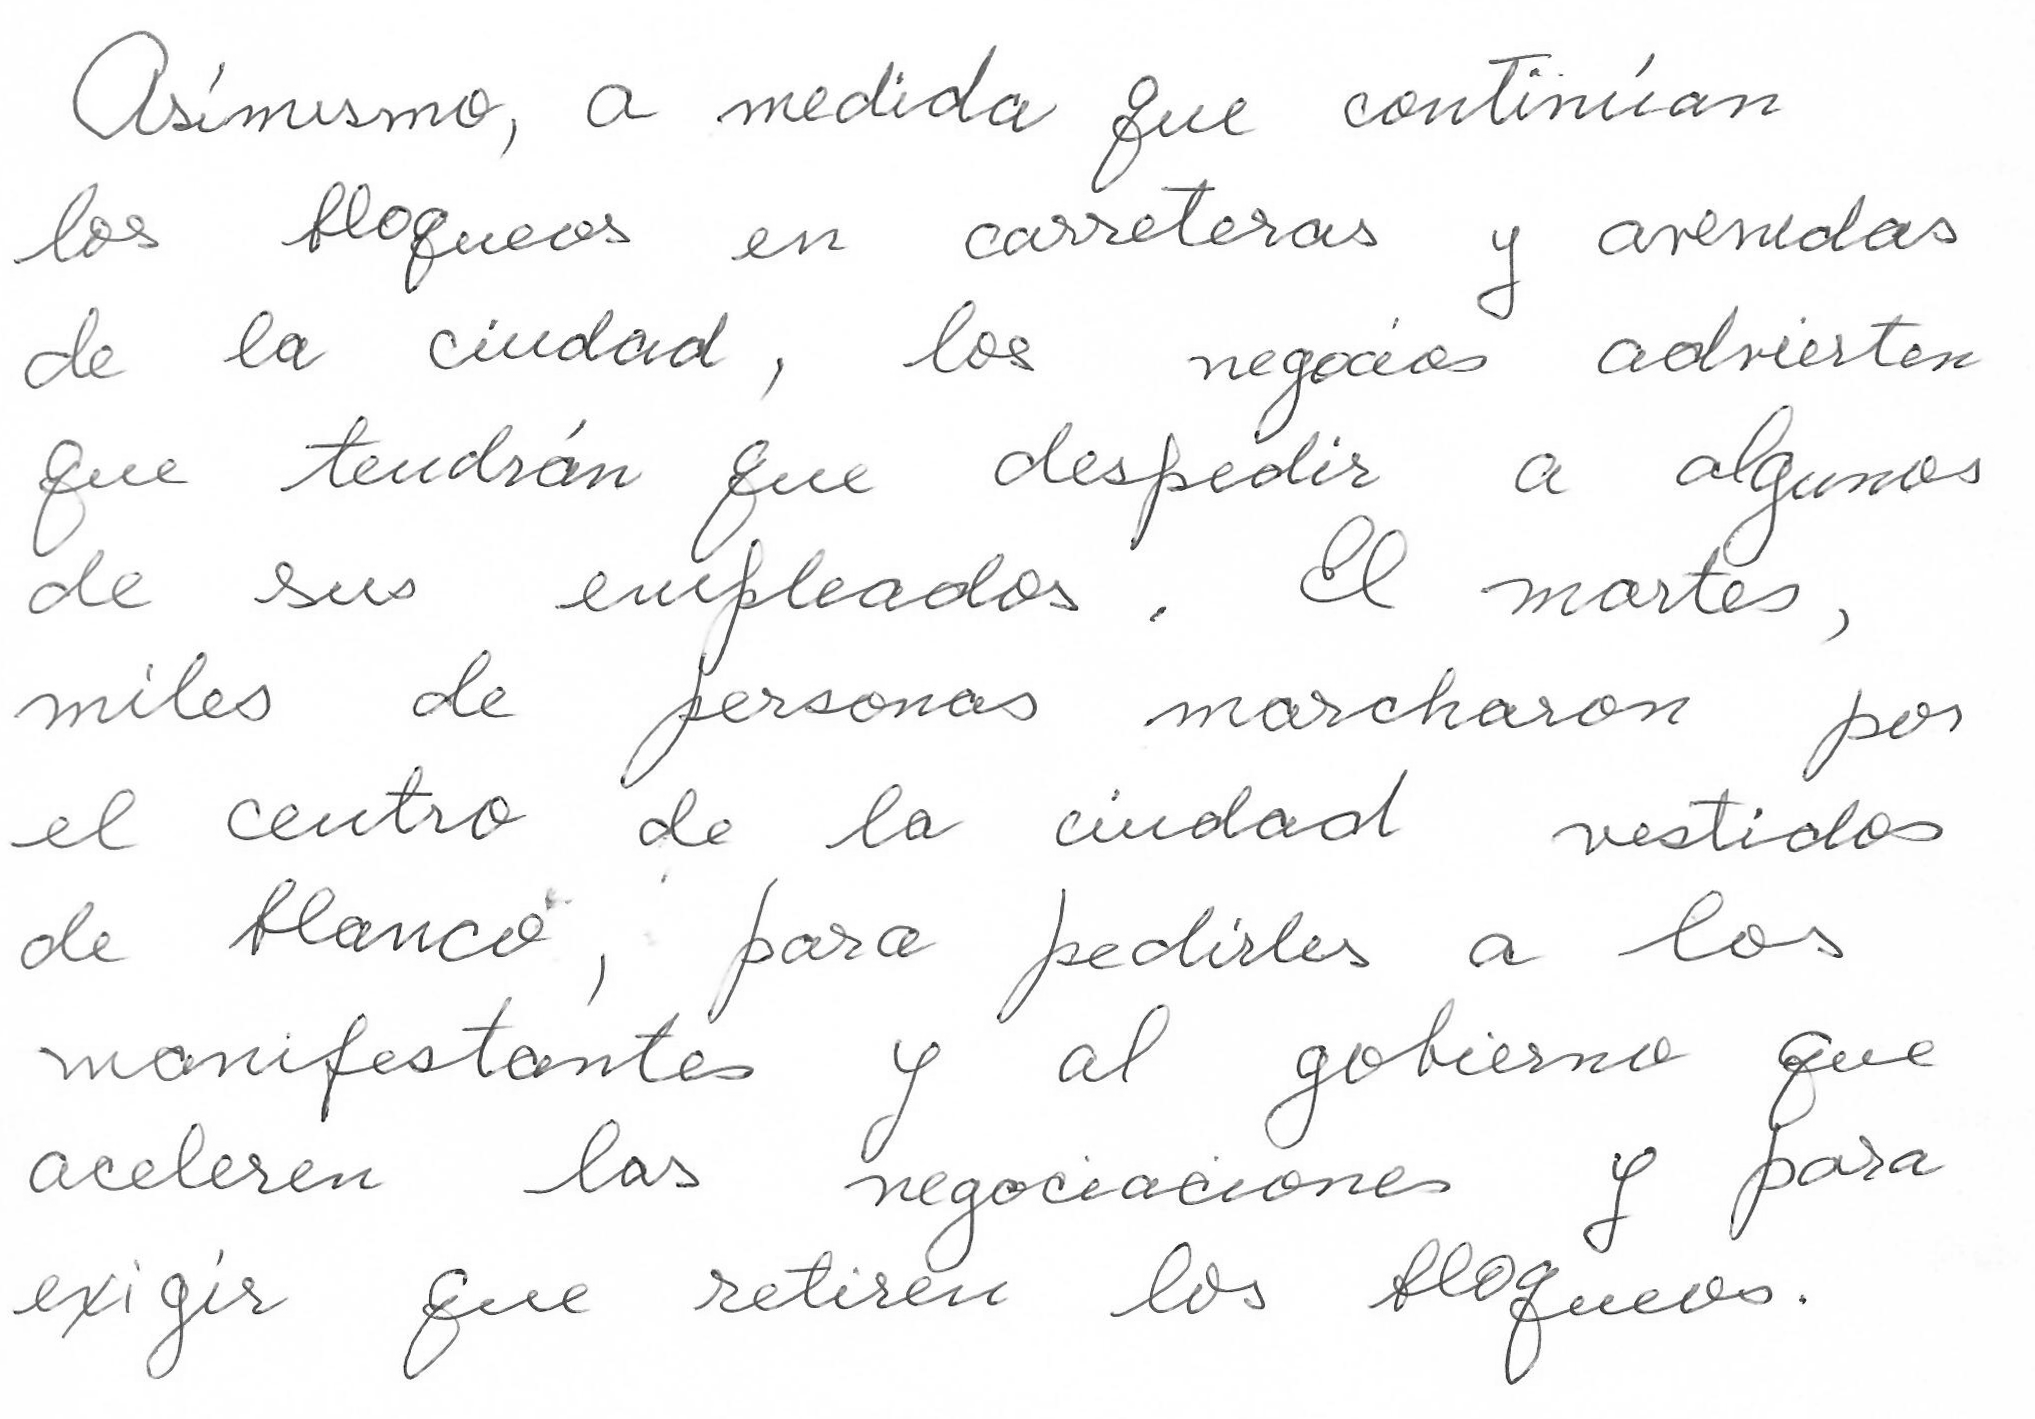 Asímismo, a medida que continúan
los bloqueos en carreteras y avenidas
de la ciudad, los negocios advierten
que tendrán que despedir a algunos
de sus empleados. El martes,
miles de personas marcharon por
el centro de la ciudad vestidos
de blanco, para pedirles a los
manifestantes y al gobierno que
aceleren las negociaciones y para
exigir que retiren los bloqueos.